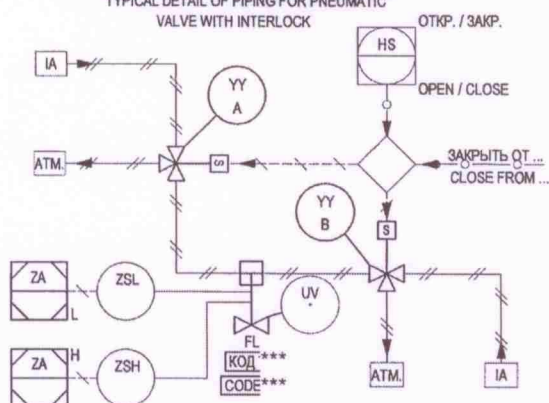 TYPICAL DETAIL OF PIPING FOR PNEUMATIC
VALVE WITH INTERLOCK
ОТКР. / ЗАКР.
HS
OPEN / CLOSE
IA
YY
A
ATM.
S
ЗАКРЫТЬ ОТ ...
CLOSE FROM ...
YY
B
S
ZA
L
ZSL
UV
*
FL
ZA
H
ZSH
КОД ***
CODE ***
ATM.
IA